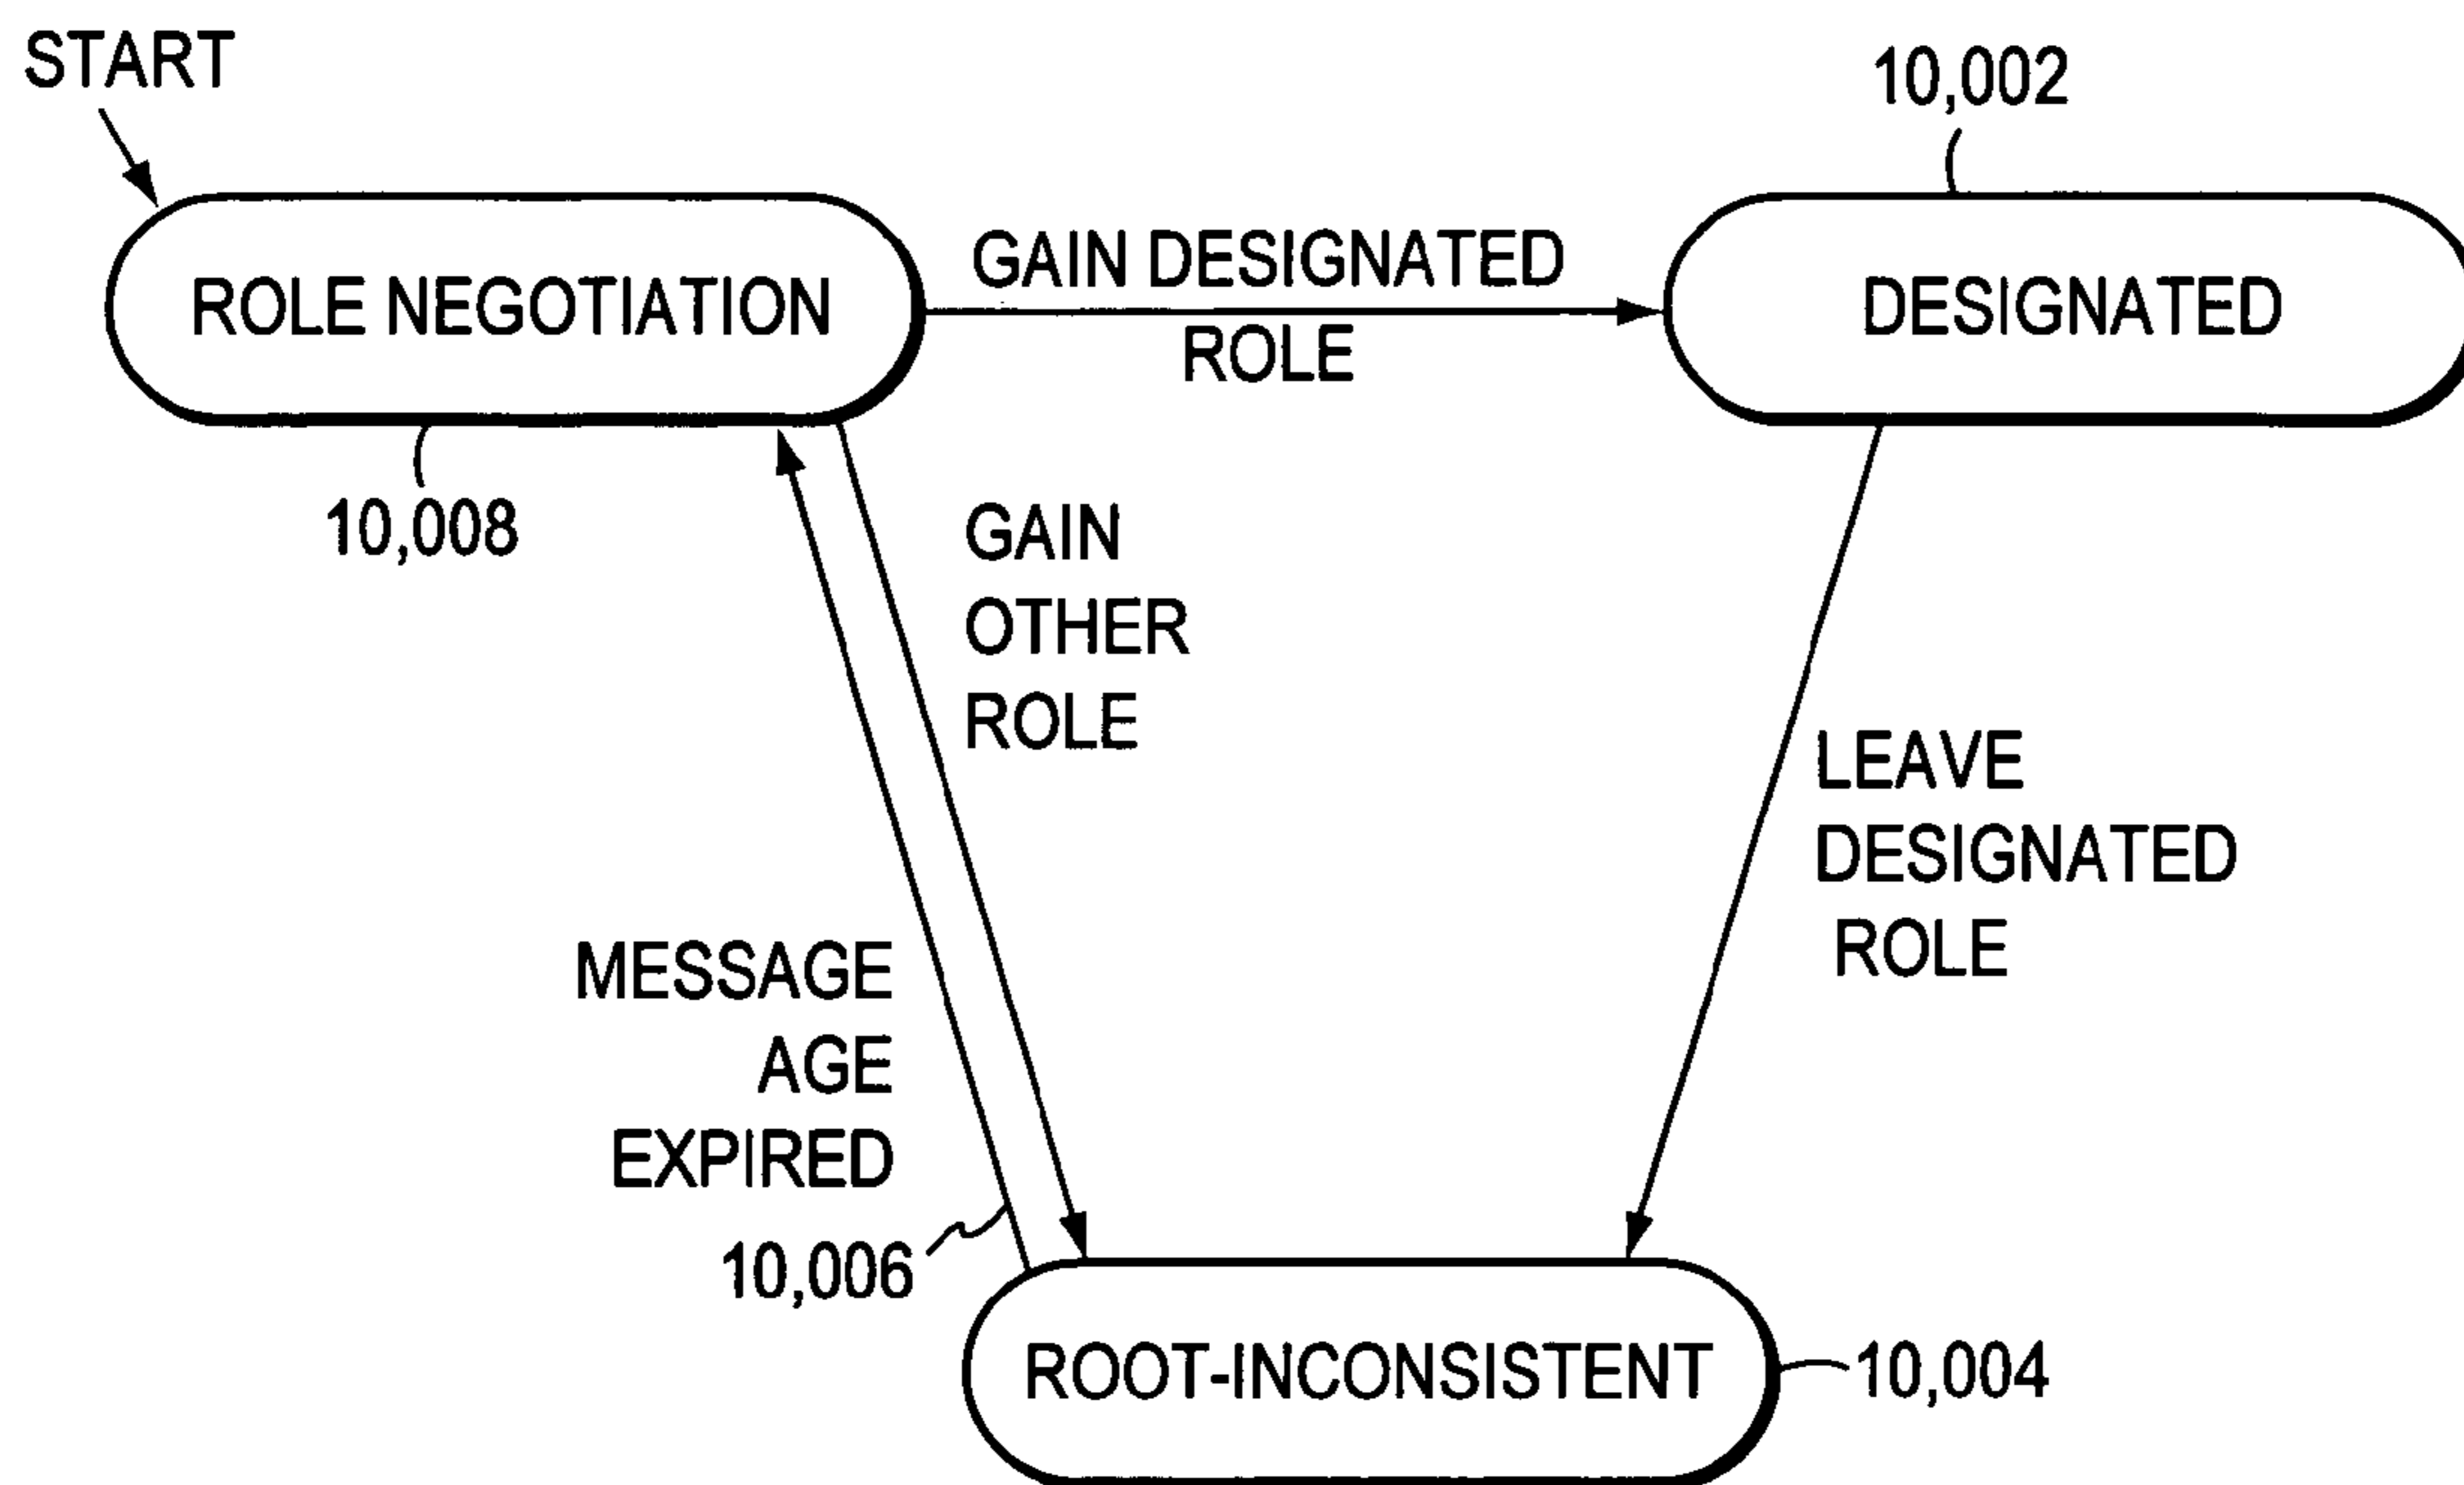 START
10,002
ROLE NEGOTIATION
GAIN DESIGNATED
ROLE
DESIGNATED
10,008
GAIN
OTHER
ROLE
LEAVE
DESIGNATED
ROLE
MESSAGE
AGE
EXPIRED
10,006
ROOT-INCONSISTENT
10,004